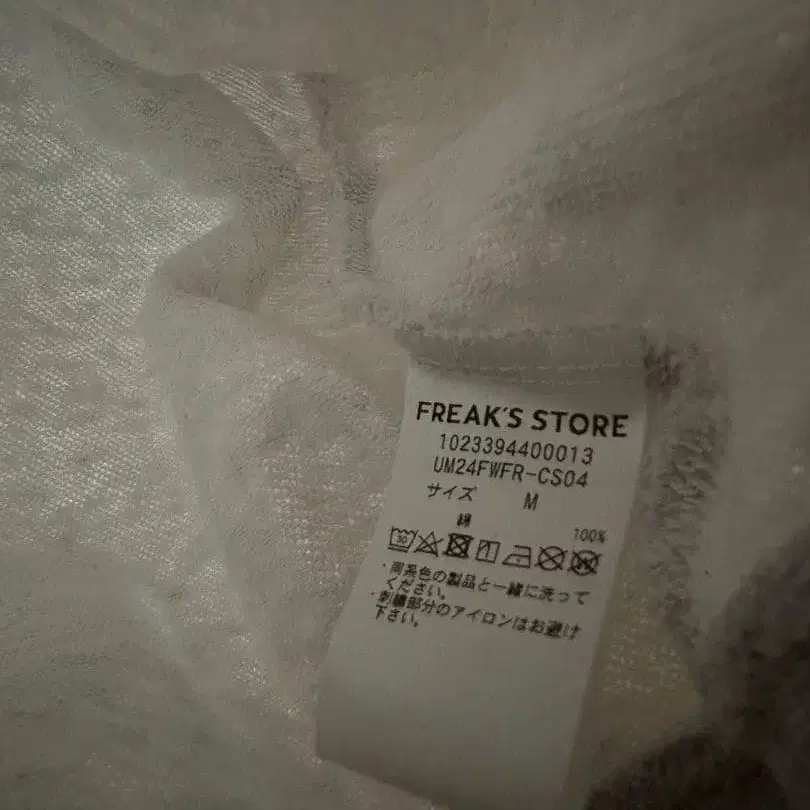 FREAK'S STORE
1023394400013
UM24FWFR-CS04
サイズ M
綿 100%
30
・同系色の製品と一緒に洗って
ください。
・刺繍部分のアイロンはお避け
下さい。